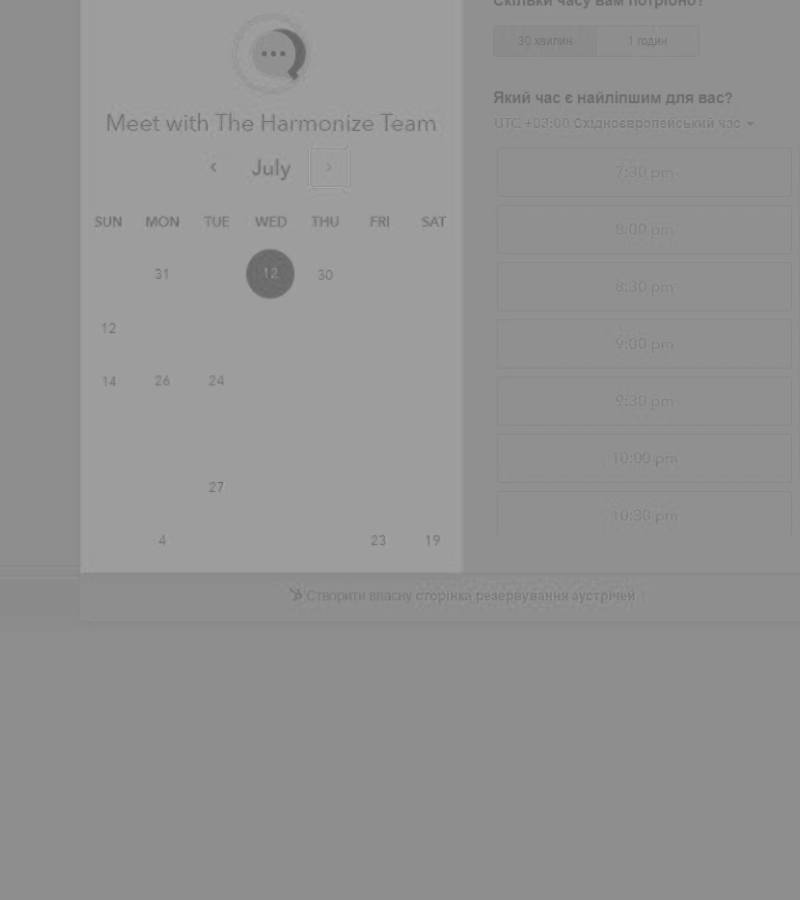 Скільки часу вам потрібно?
30 хвилин 1 годин
Meet with The Harmonize Team
July
SUN MON TUE WED THU FRI SAT
31 12 30
12
14 26 24
27
4 23 19
Який час є найліпшим для вас?
UTC +03:00 Східноєвропейський час
7:30 pm
8:00 pm
8:30 pm
9:00 pm
9:30 pm
10:00 pm
10:30 pm
Створити власну сторінка резервування зустрічей